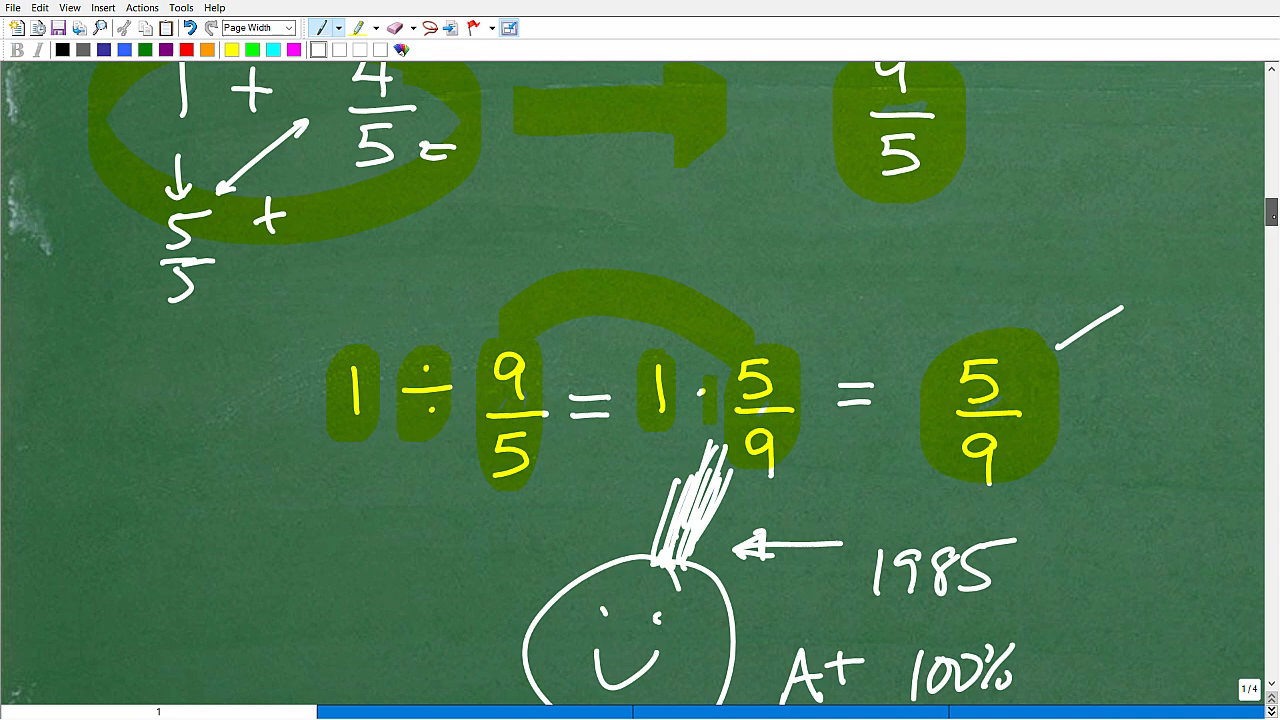 File Edit View Insert Actions Tools Help
Page Width
B I
1 + 4/5 = 9/5
5/5 +
1 ÷ 9/5 = 1 · 5/9 = 5/9
1985
A+ 100%
1/4
1